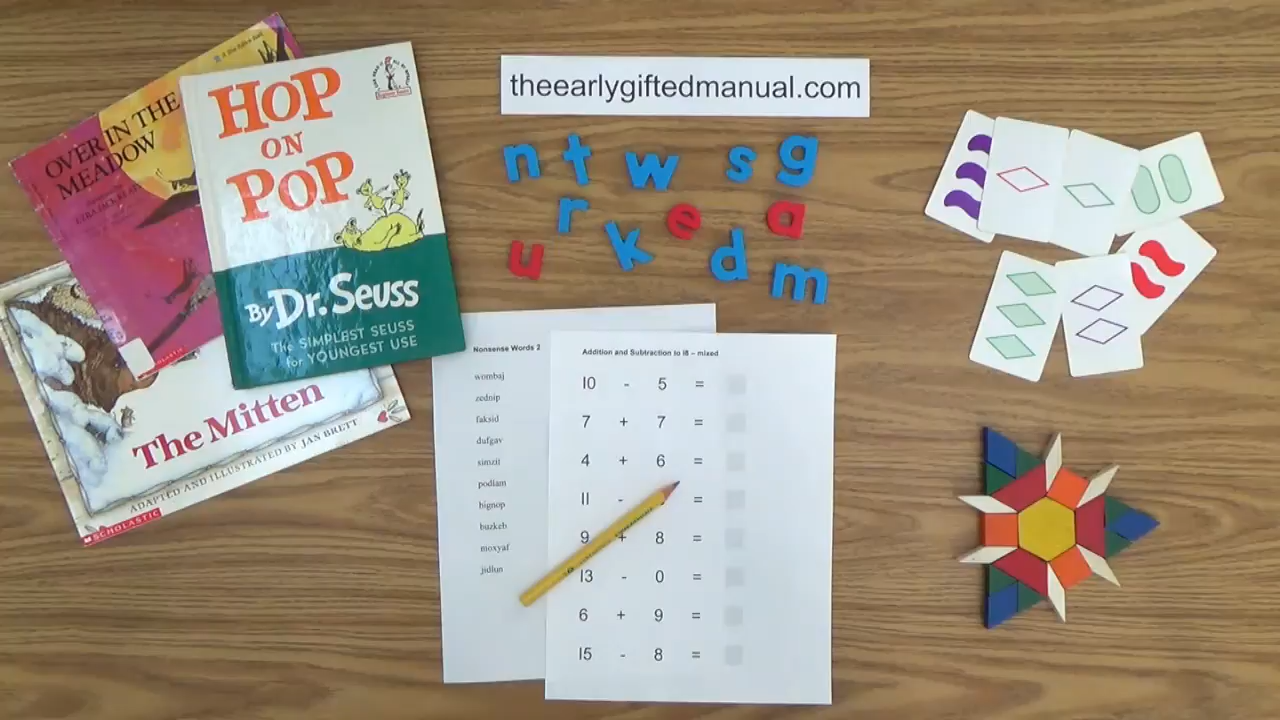 OVER IN THE
MEADOW
HOP
ON
POP
By Dr. Seuss
The SIMPLEST SEUSS
for YOUNGEST USE
The Mitten
ADAPTED AND ILLUSTRATED BY JAN BRETT
SCHOLASTIC
theearlygiftedmanual.com
n t w s g
r k e d a
u m
Nonsense Words 2
wombaj
zednip
faksid
dufgav
simzit
podlam
bignop
buzkeb
moxyaf
jidlun
Addition and Subtraction to 18 – mixed
10 - 5 =
7 + 7 =
4 + 6 =
11 - =
9 + 8 =
13 - 0 =
6 + 9 =
15 - 8 =